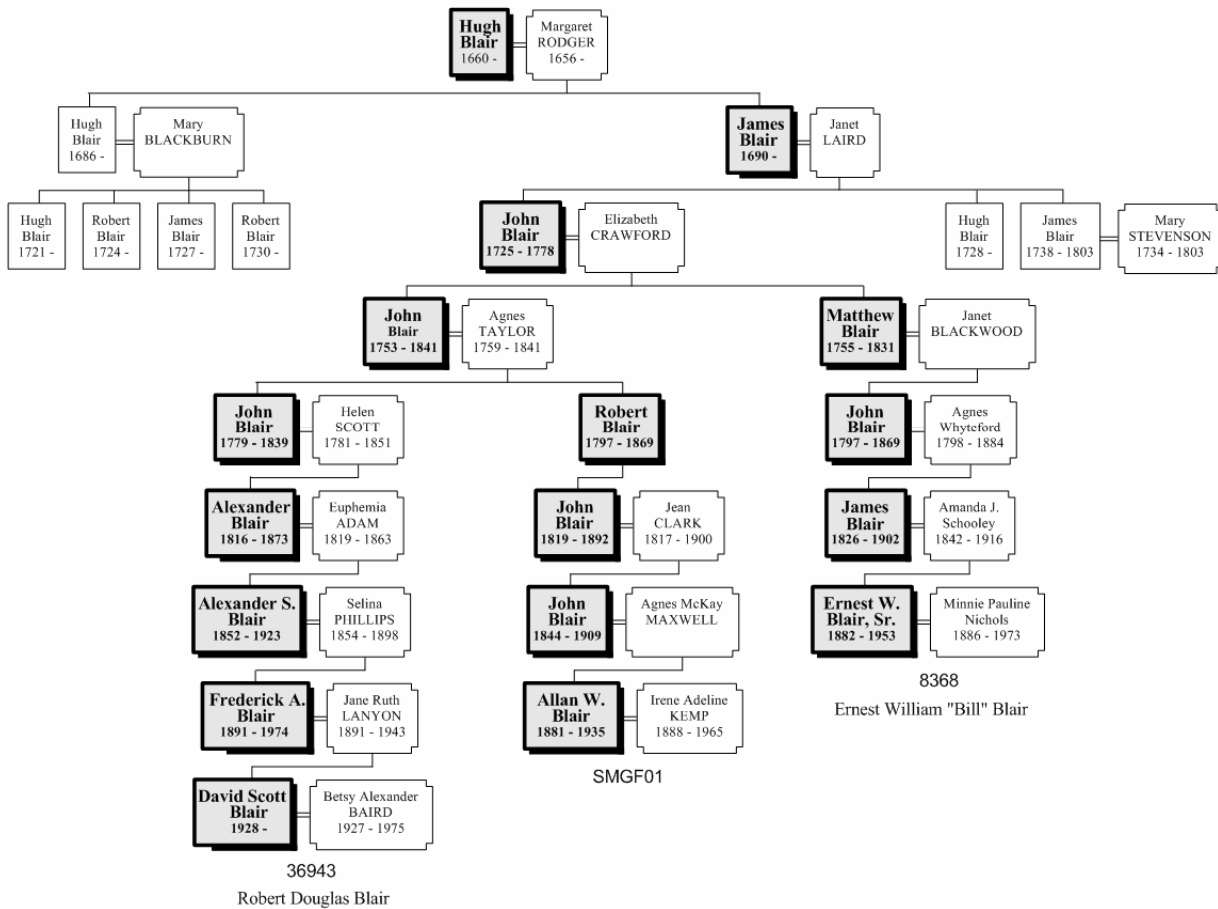 Hugh
Blair
1660 -
Margaret
RODGER
1656 -
Hugh
Blair
1686 -
Mary
BLACKBURN
James
Blair
1690 -
Janet
LAIRD
Hugh
Blair
1721 -
Robert
Blair
1724 -
James
Blair
1727 -
Robert
Blair
1730 -
John
Blair
1725 - 1778
Elizabeth
CRAWFORD
Hugh
Blair
1728 -
James
Blair
1738 - 1803
Mary
STEVENSON
1734 - 1803
John
Blair
1753 - 1841
Agnes
TAYLOR
1759 - 1841
Matthew
Blair
1755 - 1831
Janet
BLACKWOOD
John
Blair
1779 - 1839
Helen
SCOTT
1781 - 1851
Robert
Blair
1797 - 1869
John
Blair
1797 - 1869
Agnes
Whyteford
1798 - 1884
Alexander
Blair
1816 - 1873
Euphemia
ADAM
1819 - 1863
John
Blair
1819 - 1892
Jean
CLARK
1817 - 1900
James
Blair
1826 - 1902
Amanda J.
Schooley
1842 - 1916
Alexander S.
Blair
1852 - 1923
Selina
PHILLIPS
1854 - 1898
John
Blair
1844 - 1909
Agnes McKay
MAXWELL
Ernest W.
Blair, Sr.
1882 - 1953
Minnie Pauline
Nichols
1886 - 1973
8368
Ernest William "Bill" Blair
Frederick A.
Blair
1891 - 1974
Jane Ruth
LANYON
1891 - 1943
Allan W.
Blair
1881 - 1935
Irene Adeline
KEMP
1888 - 1965
SMGF01
David Scott
Blair
1928 -
Betsy Alexander
BAIRD
1927 - 1975
36943
Robert Douglas Blair